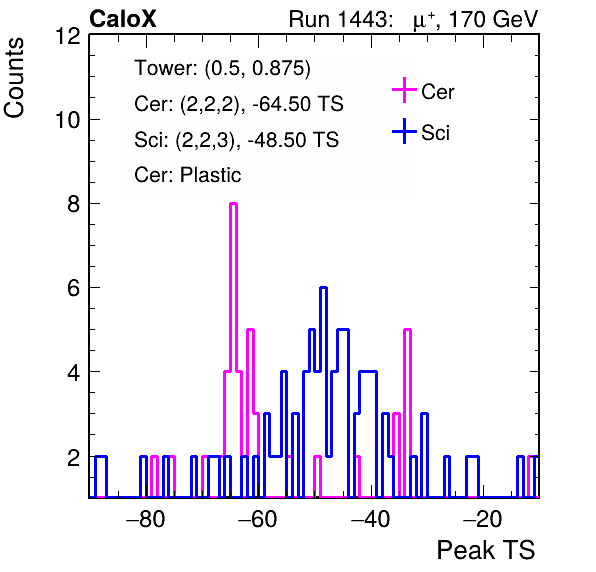 CaloX Run 1443: μ⁺, 170 GeV
Counts
12
10
8
6
4
2
Tower: (0.5, 0.875)
Cer: (2,2,2), -64.50 TS
Sci: (2,2,3), -48.50 TS
Cer: Plastic
Cer
Sci
−80 −60 −40 −20
Peak TS